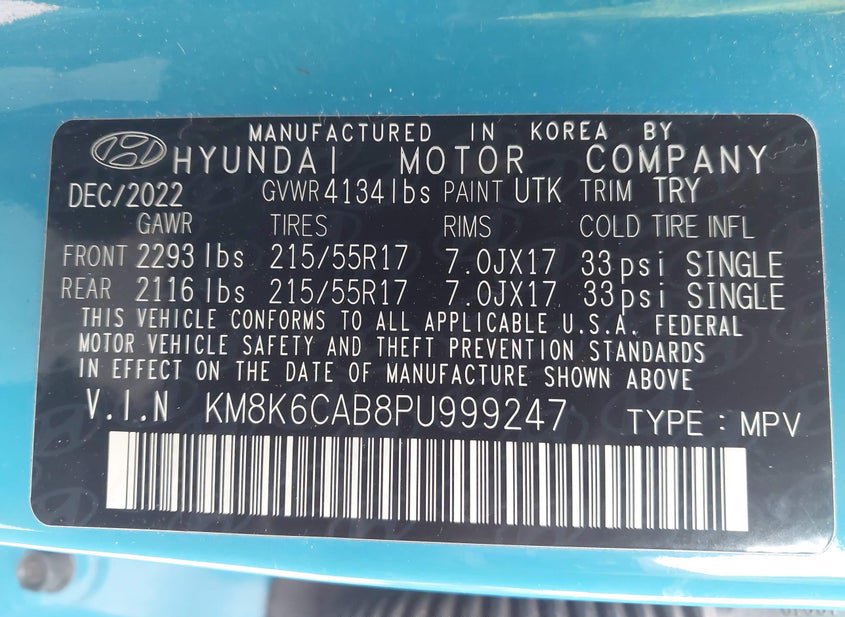 MANUFACTURED IN KOREA BY
HYUNDAI MOTOR COMPANY
DEC/2022 GVWR 4134lbs PAINT UTK TRIM TRY
GAWR TIRES RIMS COLD TIRE INFL
FRONT 2293 lbs 215/55R17 7.0JX17 33psi SINGLE
REAR 2116 lbs 215/55R17 7.0JX17 33psi SINGLE
THIS VEHICLE CONFORMS TO ALL APPLICABLE U.S.A. FEDERAL
MOTOR VEHICLE SAFETY AND THEFT PREVENTION STANDARDS
IN EFFECT ON THE DATE OF MANUFACTURE SHOWN ABOVE
V.I.N KM8K6CAB8PU999247 TYPE : MPV